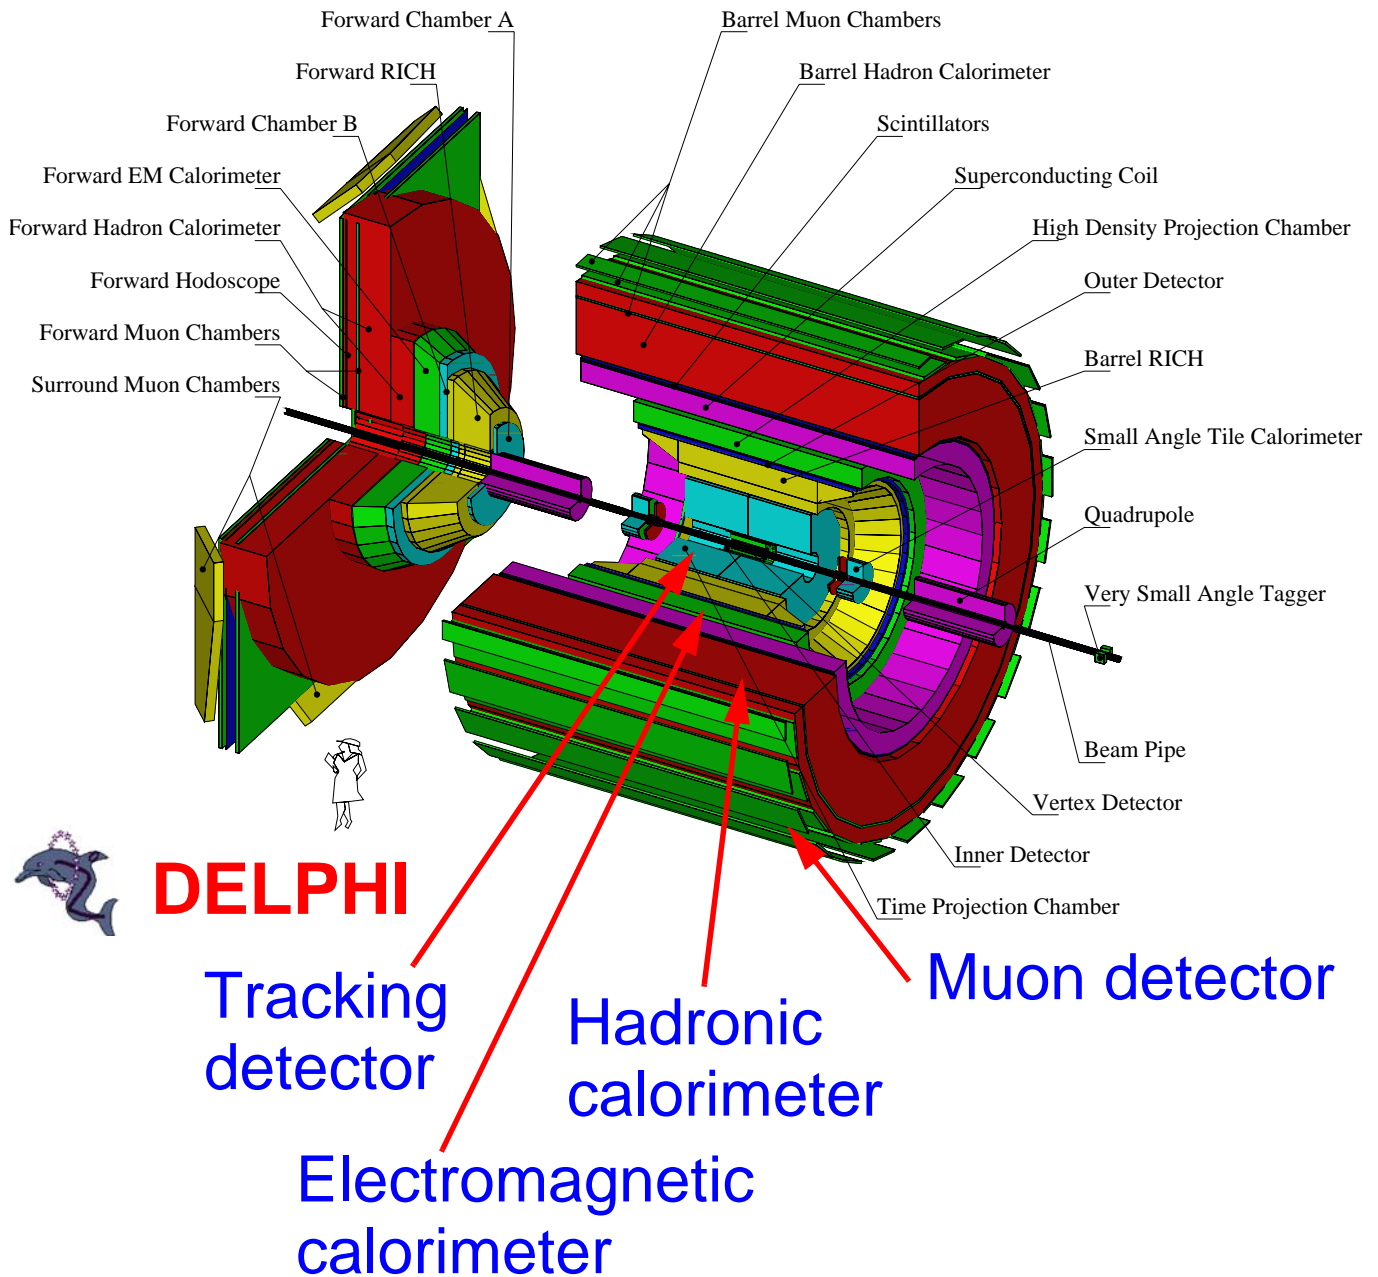 Forward Chamber A
Forward RICH
Forward Chamber B
Forward EM Calorimeter
Forward Hadron Calorimeter
Forward Hodoscope
Forward Muon Chambers
Surround Muon Chambers
Barrel Muon Chambers
Barrel Hadron Calorimeter
Scintillators
Superconducting Coil
High Density Projection Chamber
Outer Detector
Barrel RICH
Small Angle Tile Calorimeter
Quadrupole
Very Small Angle Tagger
Beam Pipe
Vertex Detector
Inner Detector
Time Projection Chamber
DELPHI
Tracking
detector
Hadronic
calorimeter
Muon detector
Electromagnetic
calorimeter